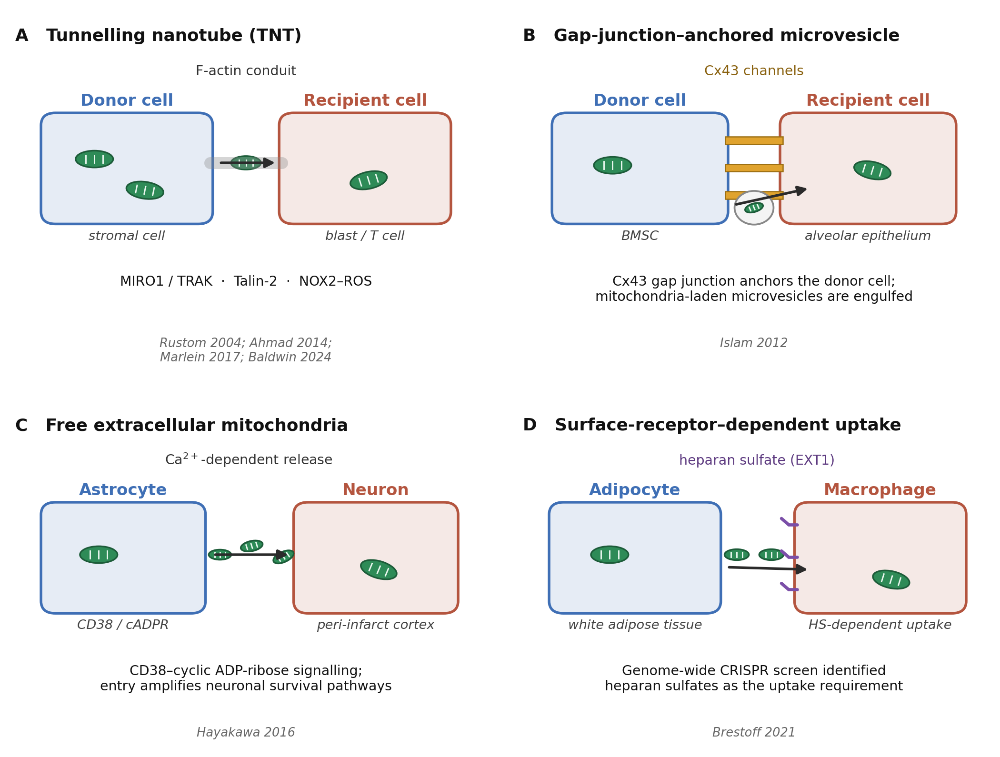 A Tunnelling nanotube (TNT)
F-actin conduit
Donor cell
Recipient cell
stromal cell
blast / T cell
MIRO1 / TRAK · Talin-2 · NOX2–ROS
Rustom 2004; Ahmad 2014;
Marlein 2017; Baldwin 2024
B Gap-junction–anchored microvesicle
Cx43 channels
Donor cell
Recipient cell
BMSC
alveolar epithelium
Cx43 gap junction anchors the donor cell;
mitochondria-laden microvesicles are engulfed
Islam 2012
C Free extracellular mitochondria
Ca²⁺-dependent release
Astrocyte
Neuron
CD38 / cADPR
peri-infarct cortex
CD38–cyclic ADP-ribose signalling;
entry amplifies neuronal survival pathways
Hayakawa 2016
D Surface-receptor–dependent uptake
heparan sulfate (EXT1)
Adipocyte
Macrophage
white adipose tissue
HS-dependent uptake
Genome-wide CRISPR screen identified
heparan sulfates as the uptake requirement
Brestoff 2021